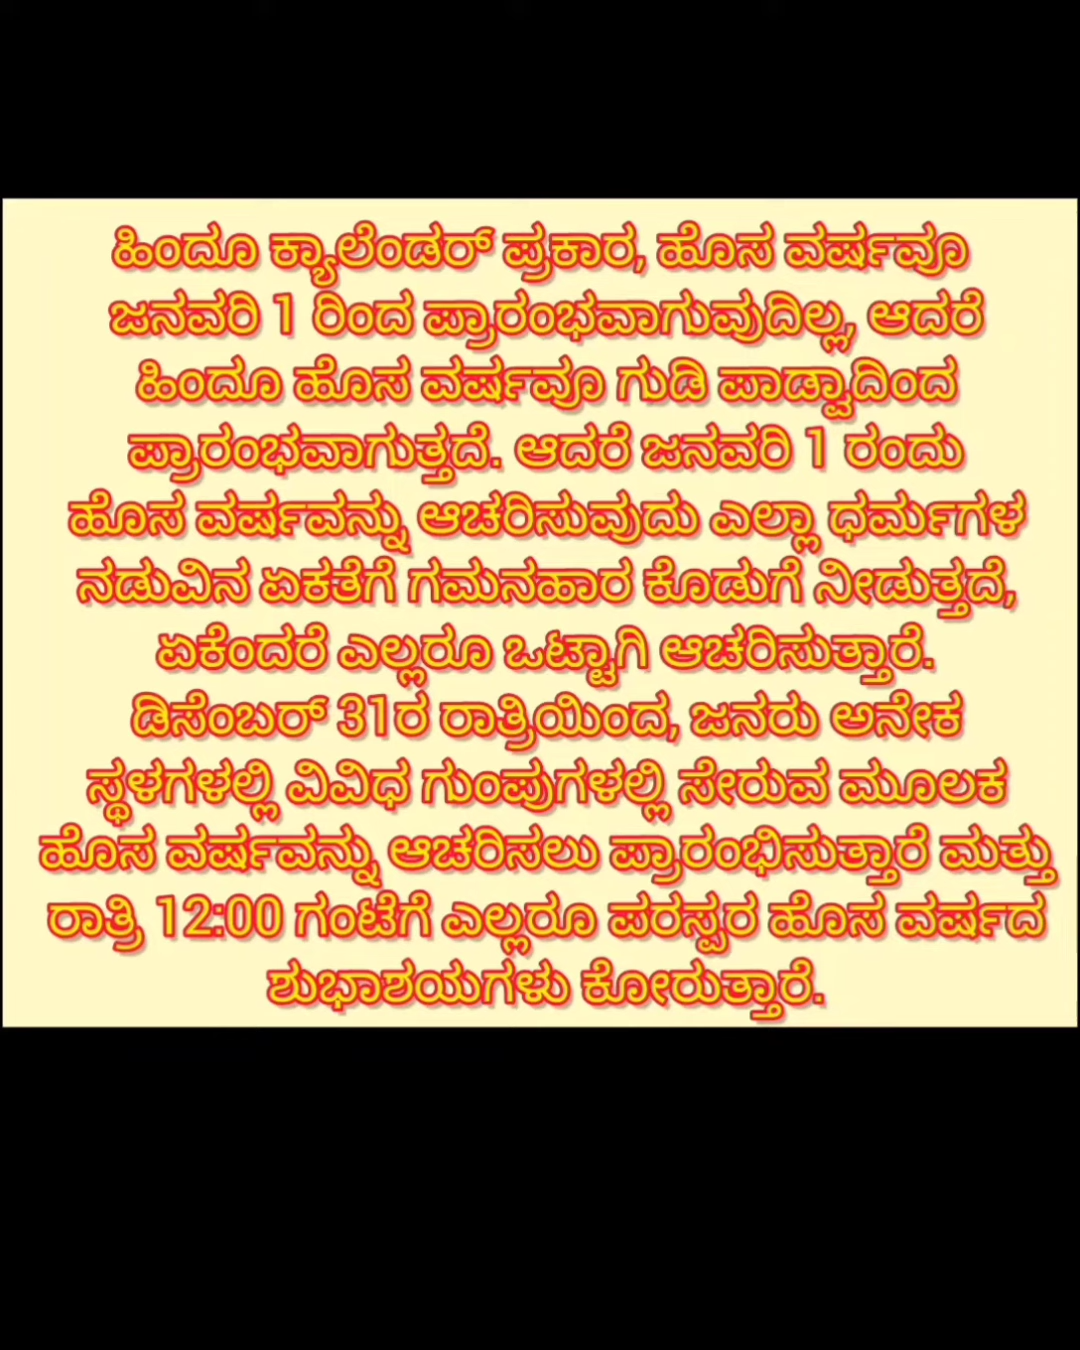 ಹಿಂದೂ ಕ್ಯಾಲೆಂಡರ್ ಪ್ರಕಾರ, ಹೊಸ ವರ್ಷವೂ
ಜನವರಿ 1 ರಿಂದ ಪ್ರಾರಂಭವಾಗುವುದಿಲ್ಲ, ಆದರೆ
ಹಿಂದೂ ಹೊಸ ವರ್ಷವೂ ಗುಡಿ ಪಾಡ್ವಾದಿಂದ
ಪ್ರಾರಂಭವಾಗುತ್ತದೆ. ಆದರೆ ಜನವರಿ 1 ರಂದು
ಹೊಸ ವರ್ಷವನ್ನು ಆಚರಿಸುವುದು ಎಲ್ಲಾ ಧರ್ಮಗಳ
ನಡುವಿನ ಏಕತೆಗೆ ಗಮನಹಾರ ಕೊಡುಗೆ ನೀಡುತ್ತದೆ,
ಏಕೆಂದರೆ ಎಲ್ಲರೂ ಒಟ್ಟಾಗಿ ಆಚರಿಸುತ್ತಾರೆ.
ಡಿಸೆಂಬರ್ 31ರ ರಾತ್ರಿಯಿಂದ, ಜನರು ಅನೇಕ
ಸ್ಥಳಗಳಲ್ಲಿ ವಿವಿಧ ಗುಂಪುಗಳಲ್ಲಿ ಸೇರುವ ಮೂಲಕ
ಹೊಸ ವರ್ಷವನ್ನು ಆಚರಿಸಲು ಪ್ರಾರಂಭಿಸುತ್ತಾರೆ ಮತ್ತು
ರಾತ್ರಿ 12:00 ಗಂಟೆಗೆ ಎಲ್ಲರೂ ಪರಸ್ಪರ ಹೊಸ ವರ್ಷದ
ಶುಭಾಶಯಗಳು ಕೋರುತ್ತಾರೆ.